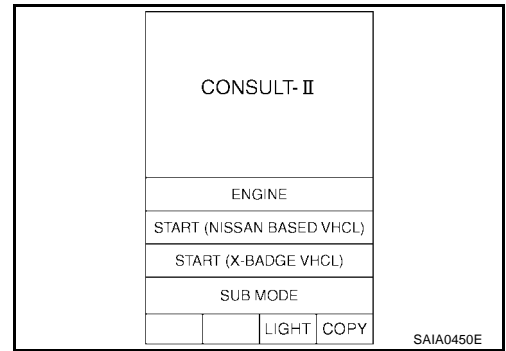 CONSULT-Ⅱ
ENGINE
START (NISSAN BASED VHCL)
START (X-BADGE VHCL)
SUB MODE
LIGHT COPY
SAIA0450E